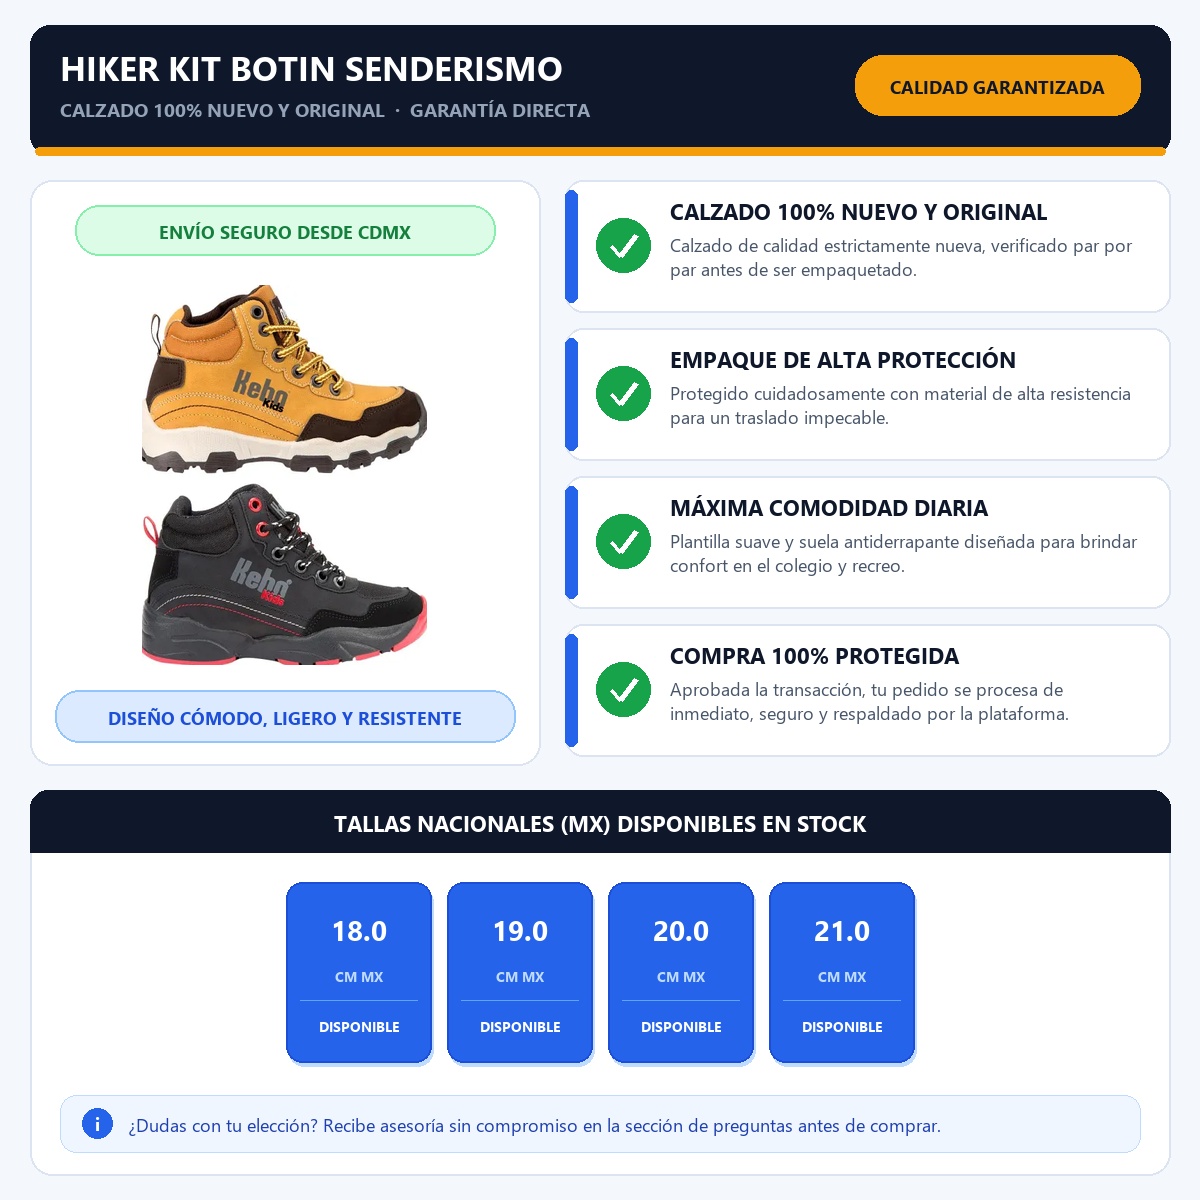 HIKER KIT BOTIN SENDERISMO
CALZADO 100% NUEVO Y ORIGINAL · GARANTÍA DIRECTA
CALIDAD GARANTIZADA
ENVÍO SEGURO DESDE CDMX
Kebo
Kids
Kebo
DISEÑO CÓMODO, LIGERO Y RESISTENTE
CALZADO 100% NUEVO Y ORIGINAL
Calzado de calidad estrictamente nueva, verificado par por
par antes de ser empaquetado.
EMPAQUE DE ALTA PROTECCIÓN
Protegido cuidadosamente con material de alta resistencia
para un traslado impecable.
MÁXIMA COMODIDAD DIARIA
Plantilla suave y suela antiderrapante diseñada para brindar
confort en el colegio y recreo.
COMPRA 100% PROTEGIDA
Aprobada la transacción, tu pedido se procesa de
inmediato, seguro y respaldado por la plataforma.
TALLAS NACIONALES (MX) DISPONIBLES EN STOCK
18.0
CM MX
DISPONIBLE
19.0
CM MX
DISPONIBLE
20.0
CM MX
DISPONIBLE
21.0
CM MX
DISPONIBLE
¿Dudas con tu elección? Recibe asesoría sin compromiso en la sección de preguntas antes de comprar.